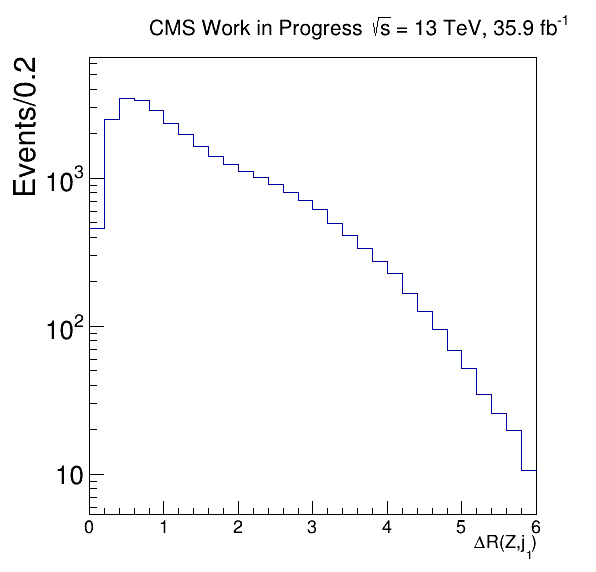 CMS Work in Progress √s = 13 TeV, 35.9 fb⁻¹
Events/0.2
10³
10²
10
0 1 2 3 4 5 6
ΔR(Z,j₁)